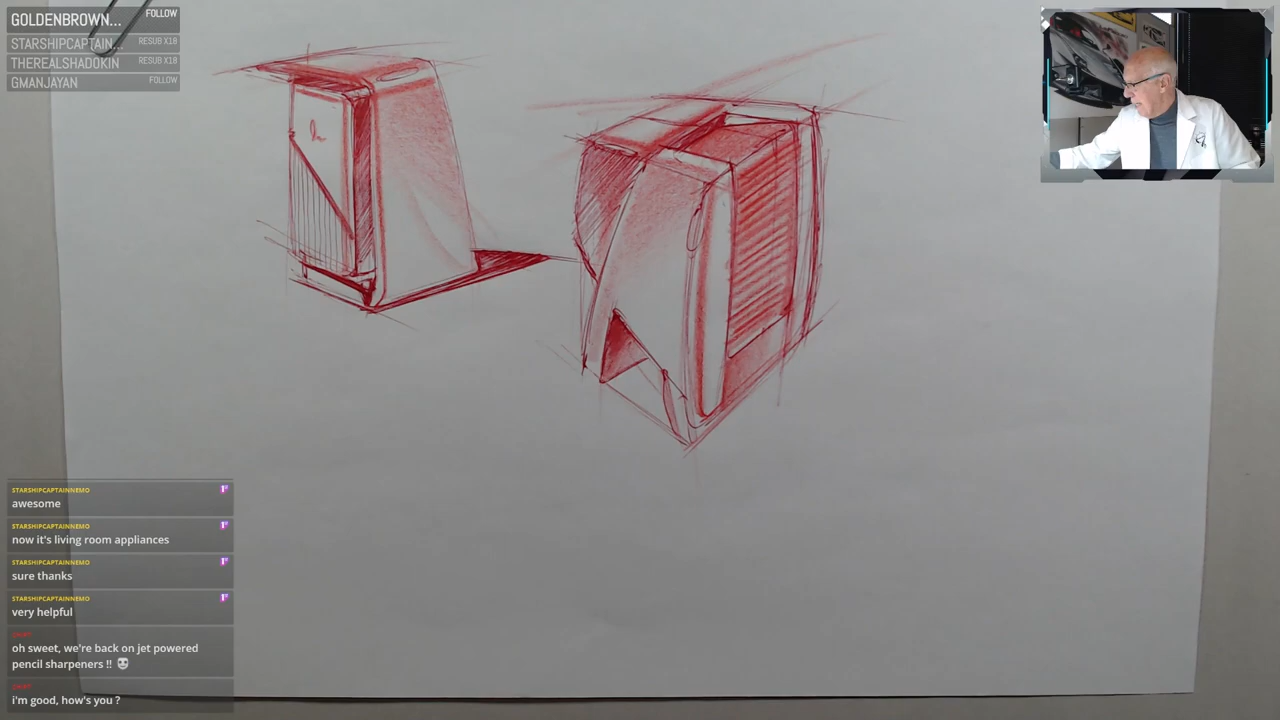 GOLDENBROWN... FOLLOW
STARSHIPCAPTAIN... RESUB X18
THEREALSHADOKIN RESUB X18
GMANJAYAN FOLLOW
STARSHIPCAPTAINNEMO
awesome
STARSHIPCAPTAINNEMO
now it's living room appliances
STARSHIPCAPTAINNEMO
sure thanks
STARSHIPCAPTAINNEMO
very helpful
oh sweet, we're back on jet powered
pencil sharpeners !!
i'm good, how's you ?